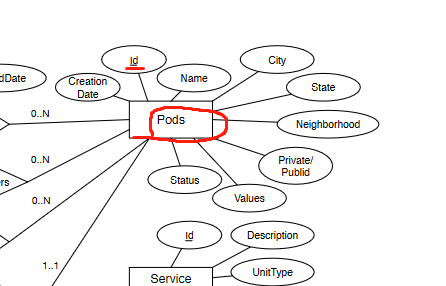 City
Id
dDate
Name
Creation
Date
State
0..N
Pods
Neighborhood
0..N
Private/
Publid
ers
Status
Values
0..N
Id
Description
1..1
UnitType
Service